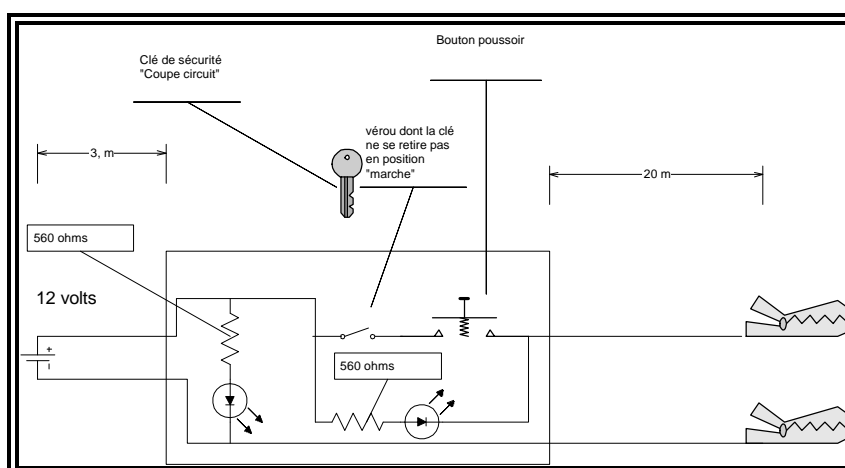 Bouton poussoir
Clé de sécurité
"Coupe circuit"
vérou dont la clé
ne se retire pas
en position
"marche"
3, m
20 m
560 ohms
12 volts
+
560 ohms